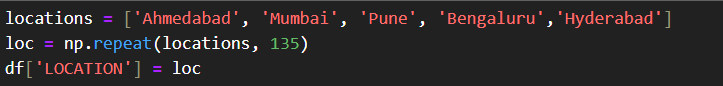 locations = ['Ahmedabad', 'Mumbai', 'Pune', 'Bengaluru','Hyderabad']
loc = np.repeat(locations, 135)
df['LOCATION'] = loc